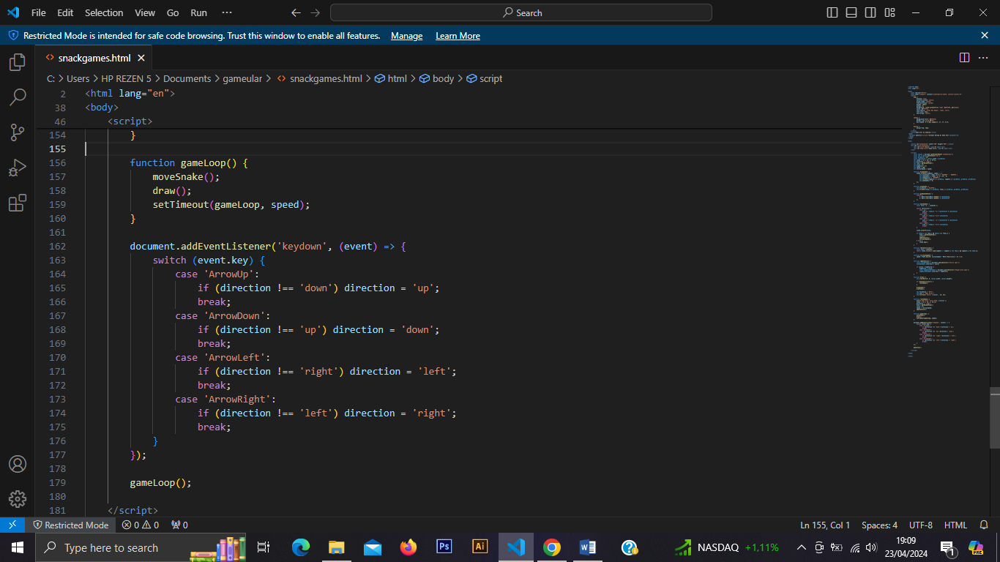 File Edit Selection View Go Run ··· Search
Restricted Mode is intended for safe code browsing. Trust this window to enable all features. Manage Learn More
snackgames.html
C: > Users > HP REZEN 5 > Documents > gameular > snackgames.html > html > body > script
2 <html lang="en">
38 <body>
46 <script>
154 }
155
156 function gameLoop() {
157 moveSnake();
158 draw();
159 setTimeout(gameLoop, speed);
160 }
161
162 document.addEventListener('keydown', (event) => {
163 switch (event.key) {
164 case 'ArrowUp':
165 if (direction !== 'down') direction = 'up';
166 break;
167 case 'ArrowDown':
168 if (direction !== 'up') direction = 'down';
169 break;
170 case 'ArrowLeft':
171 if (direction !== 'right') direction = 'left';
172 break;
173 case 'ArrowRight':
174 if (direction !== 'left') direction = 'right';
175 break;
176 }
177 });
178
179 gameLoop();
180
181 </script>
Restricted Mode 0 0 0 Ln 155, Col 1 Spaces: 4 UTF-8 HTML
Type here to search Ps Ai W NASDAQ +1,11% 19:09 1 PRE
23/04/2024